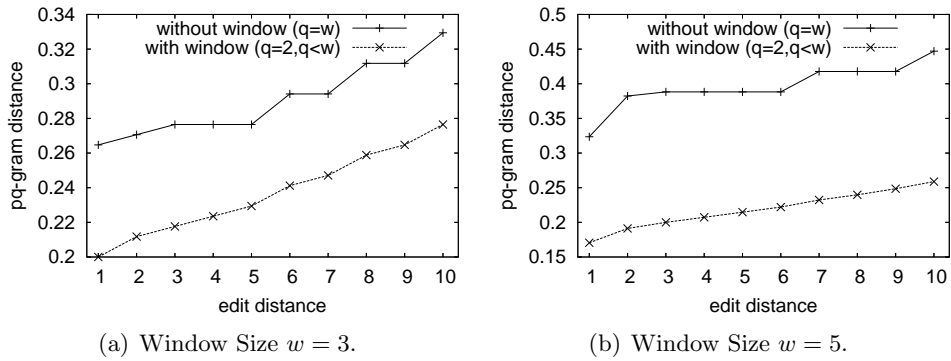 0.34
0.32
0.3
0.28
0.26
0.24
0.22
0.2
pq-gram distance
without window (q=w)
with window (q=2,q<w)
1 2 3 4 5 6 7 8 9 10
edit distance
(a) Window Size w = 3.
0.5
0.45
0.4
0.35
0.3
0.25
0.2
0.15
pq-gram distance
without window (q=w)
with window (q=2,q<w)
1 2 3 4 5 6 7 8 9 10
edit distance
(b) Window Size w = 5.